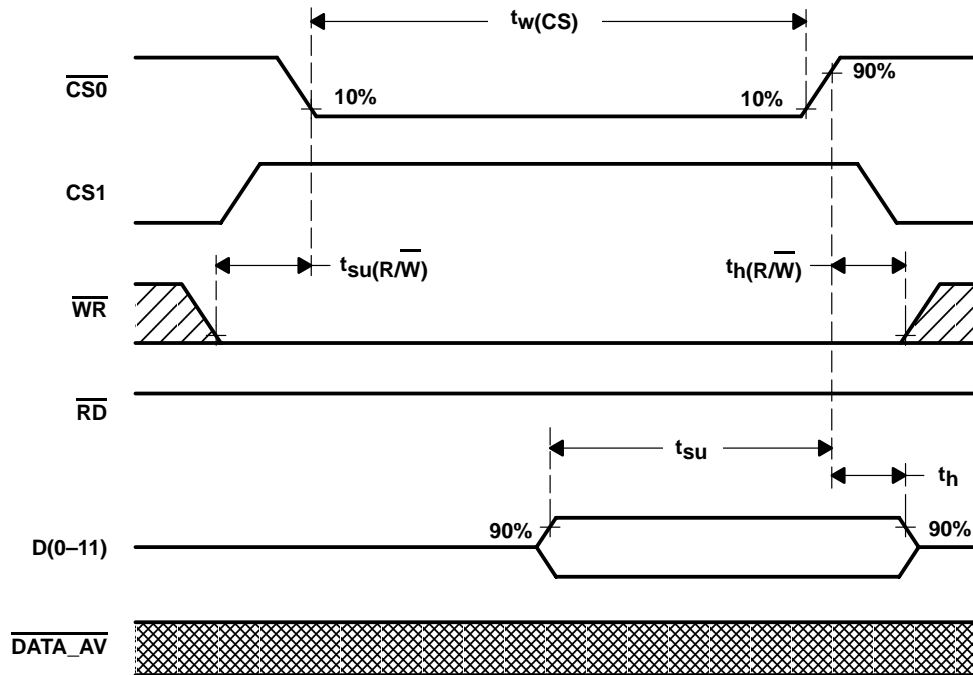 tw(CS)
CS0
10%
10%
90%
CS1
tsu(R/W)
th(R/W)
WR
RD
tsu
th
D(0–11)
90%
90%
DATA_AV